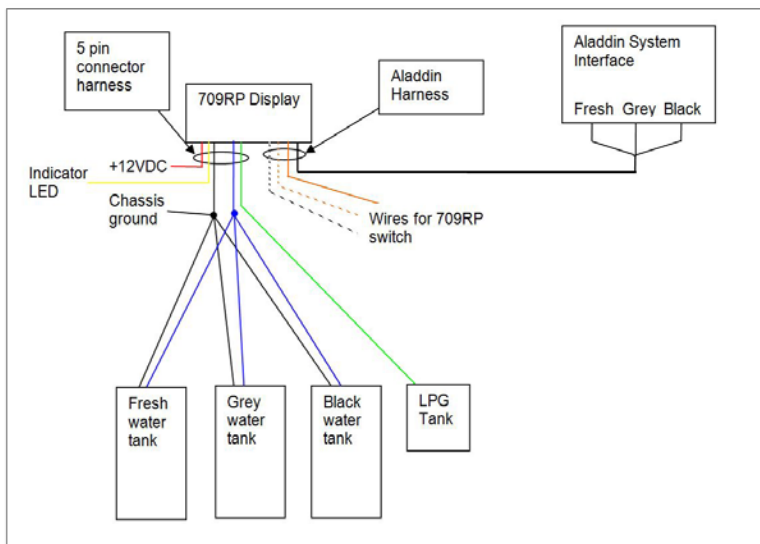 5 pin
connector
harness
709RP Display
Aladdin
Harness
Aladdin System
Interface
Fresh Grey Black
+12VDC
Indicator
LED
Chassis
ground
Wires for 709RP
switch
Fresh
water
tank
Grey
water
tank
Black
water
tank
LPG
Tank